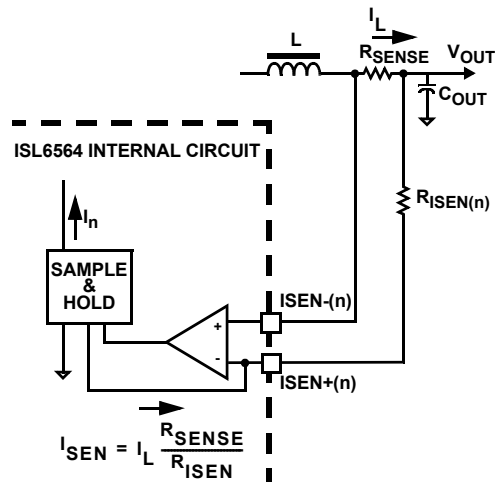 I_L
L
R_SENSE
V_OUT
C_OUT
ISL6564 INTERNAL CIRCUIT
R_ISEN(n)
I_n
SAMPLE
&
HOLD
ISEN-(n)
+
-
ISEN+(n)
I_SEN = I_L R_SENSE / R_ISEN